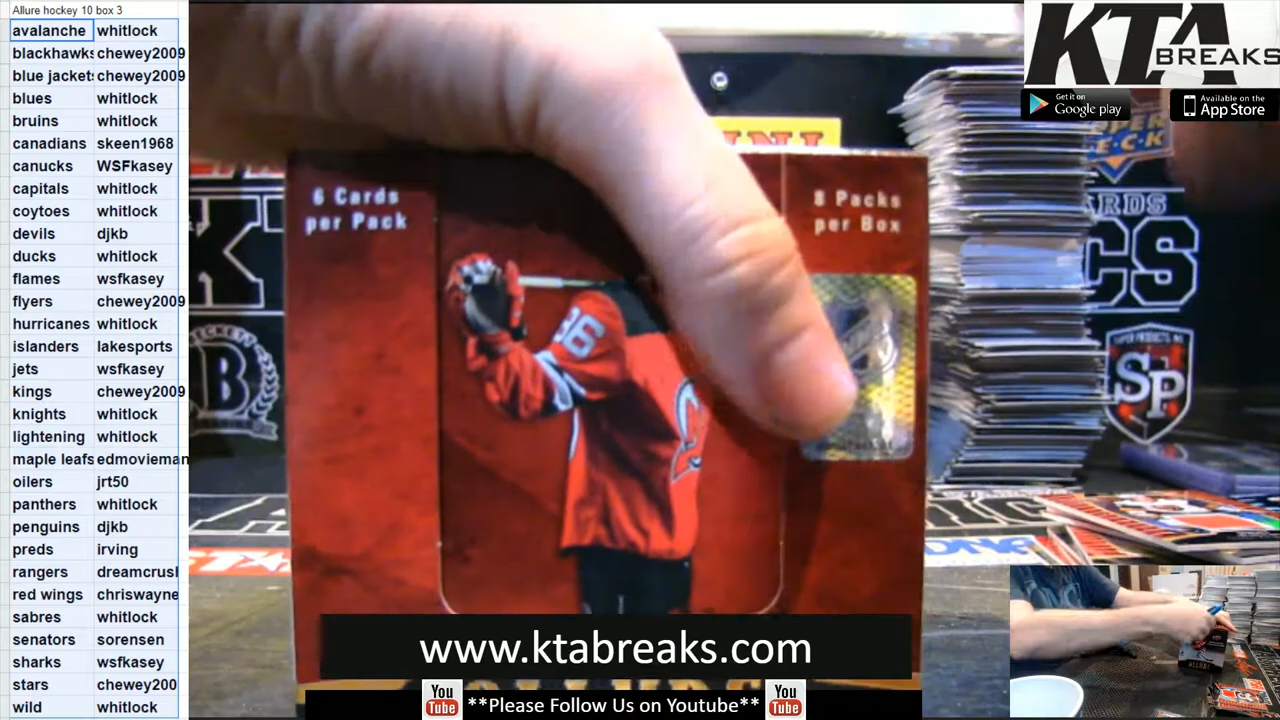 Allure hockey 10 box 3
avalanche whitlock
blackhawks chewey2009
blue jackets chewey2009
blues whitlock
bruins whitlock
canadians skeen1968
canucks WSFkasey
capitals whitlock
coytoes whitlock
devils djkb
ducks whitlock
flames wsfkasey
flyers chewey2009
hurricanes whitlock
islanders lakesports
jets wsfkasey
kings chewey2009
knights whitlock
lightening whitlock
maple leafs edmovieman
oilers jrt50
panthers whitlock
penguins djkb
preds irving
rangers dreamcrus
red wings chriswayne
sabres whitlock
senators sorensen
sharks wsfkasey
stars chewey200
wild whitlock
KTA
BREAKS
Get it on
Google play
Available on the
App Store
6 Cards
per Pack
8 Packs
per Box
86
SP
www.ktabreaks.com
You
Tube
**Please Follow Us on Youtube**
You
Tube